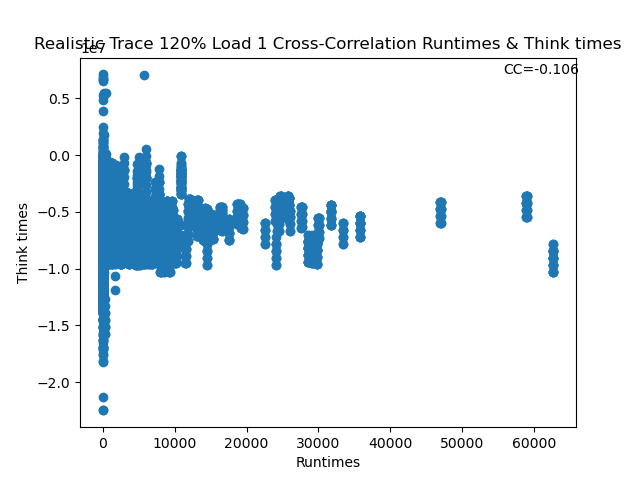 Realistic Trace 120% Load 1 Cross-Correlation Runtimes & Think times
1e7
CC=-0.106
0.5
0.0
−0.5
−1.0
−1.5
−2.0
Think times
0 10000 20000 30000 40000 50000 60000
Runtimes